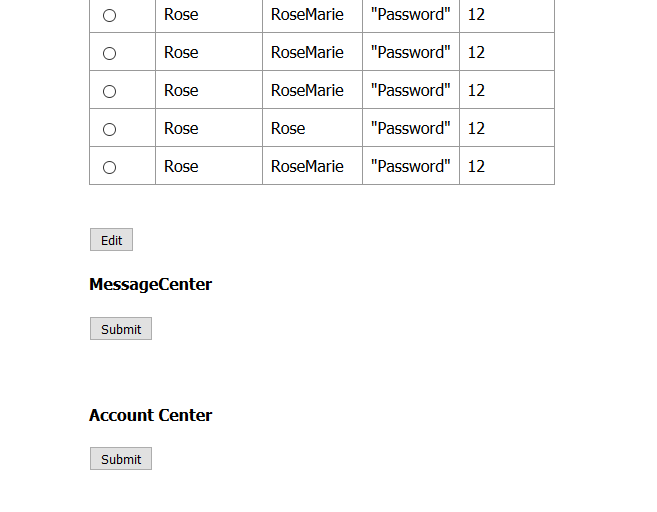 Rose RoseMarie "Password" 12
Rose RoseMarie "Password" 12
Rose RoseMarie "Password" 12
Rose Rose "Password" 12
Rose RoseMarie "Password" 12
Edit
MessageCenter
Submit
Account Center
Submit